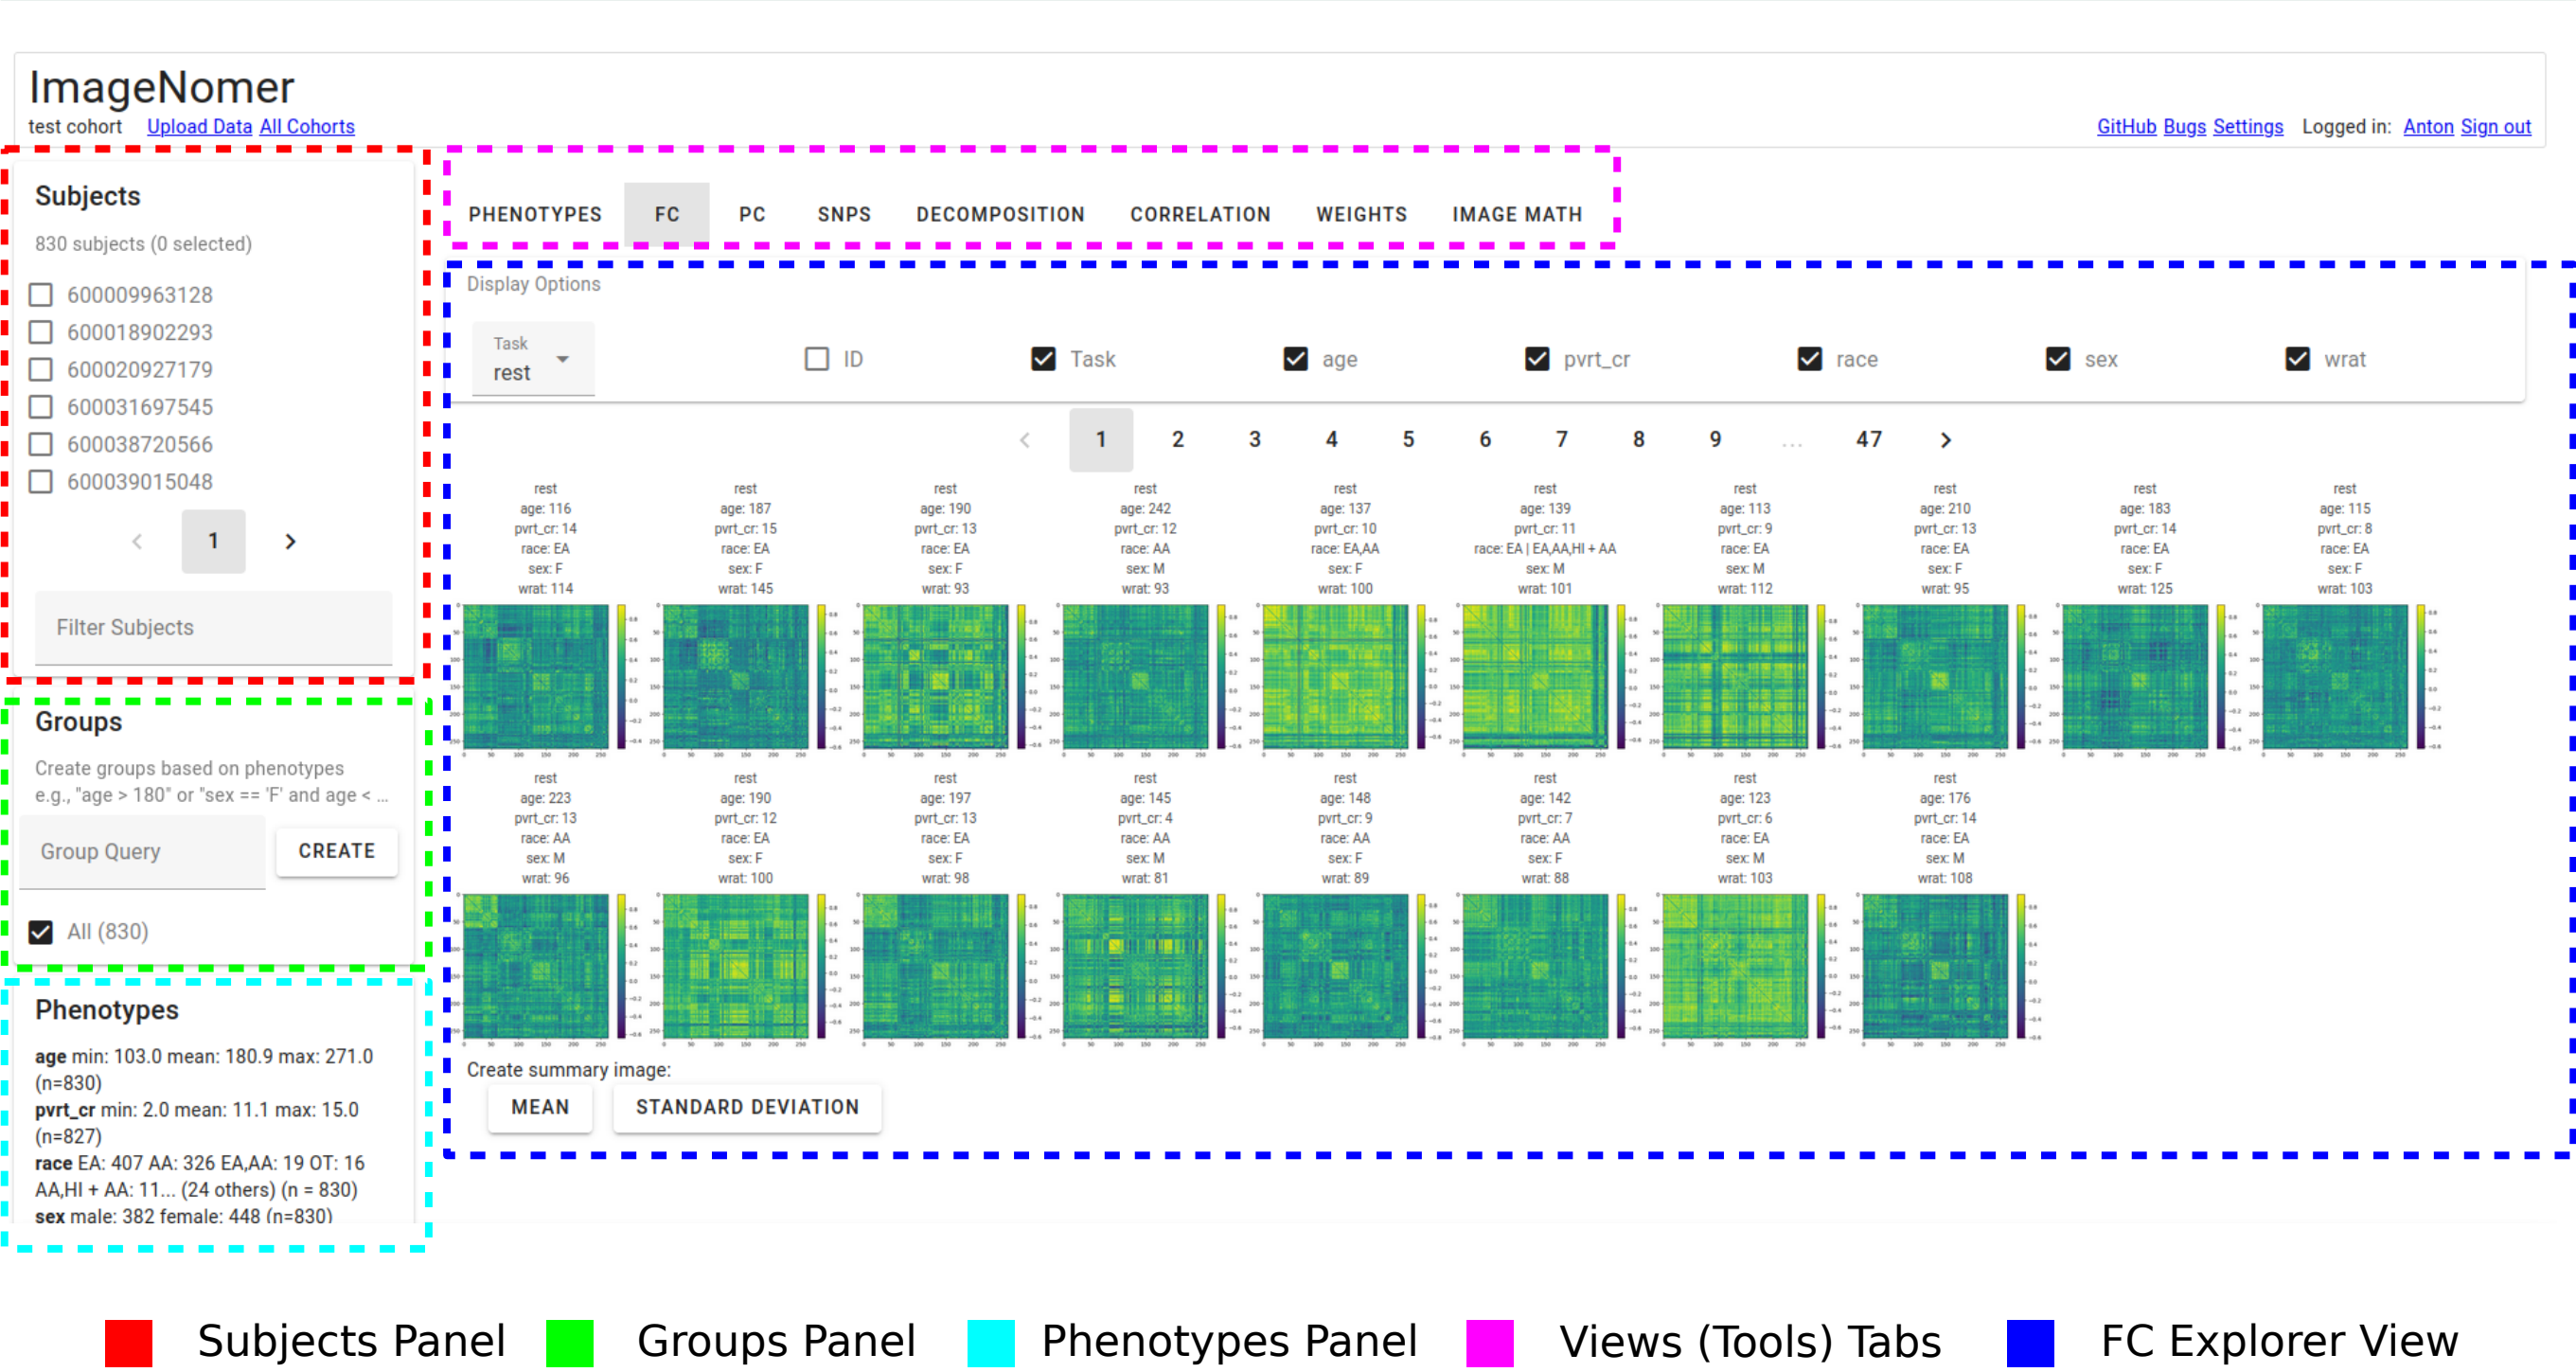 ImageNomer
test cohort Upload Data All Cohorts
GitHub Bugs Settings Logged in: Anton Sign out
Subjects
830 subjects (0 selected)
600009963128
600018902293
600020927179
600031697545
600038720566
600039015048
1
Filter Subjects
Groups
Create groups based on phenotypes
e.g., "age > 180" or "sex == 'F' and age < ...
Group Query CREATE
All (830)
Phenotypes
age min: 103.0 mean: 180.9 max: 271.0
(n=830)
pvrt_cr min: 2.0 mean: 11.1 max: 15.0
(n=827)
race EA: 407 AA: 326 EA,AA: 19 OT: 16
AA,HI + AA: 11... (24 others) (n = 830)
sex male: 382 female: 448 (n=830)
PHENOTYPES FC PC SNPS DECOMPOSITION CORRELATION WEIGHTS IMAGE MATH
Display Options
Task
rest
ID Task age pvrt_cr race sex wrat
1 2 3 4 5 6 7 8 9 ... 47
rest rest rest rest rest rest rest rest rest rest
age: 116 age: 187 age: 190 age: 242 age: 137 age: 139 age: 113 age: 210 age: 183 age: 115
pvrt_cr: 14 pvrt_cr: 15 pvrt_cr: 13 pvrt_cr: 12 pvrt_cr: 10 pvrt_cr: 11 pvrt_cr: 9 pvrt_cr: 13 pvrt_cr: 14 pvrt_cr: 8
race: EA race: EA race: EA race: AA race: EA,AA race: EA | EA,AA,HI + AA race: EA race: EA race: EA race: EA
sex: F sex: F sex: F sex: M sex: F sex: M sex: M sex: F sex: F sex: F
wrat: 114 wrat: 145 wrat: 93 wrat: 93 wrat: 100 wrat: 101 wrat: 112 wrat: 95 wrat: 125 wrat: 103
rest rest rest rest rest rest rest rest
age: 223 age: 190 age: 197 age: 145 age: 148 age: 142 age: 123 age: 176
pvrt_cr: 13 pvrt_cr: 12 pvrt_cr: 13 pvrt_cr: 4 pvrt_cr: 9 pvrt_cr: 7 pvrt_cr: 6 pvrt_cr: 14
race: AA race: EA race: EA race: AA race: AA race: AA race: EA race: EA
sex: M sex: F sex: F sex: M sex: F sex: F sex: M sex: M
wrat: 96 wrat: 100 wrat: 98 wrat: 81 wrat: 89 wrat: 88 wrat: 103 wrat: 108
Create summary image:
MEAN STANDARD DEVIATION
Subjects Panel Groups Panel Phenotypes Panel Views (Tools) Tabs FC Explorer View